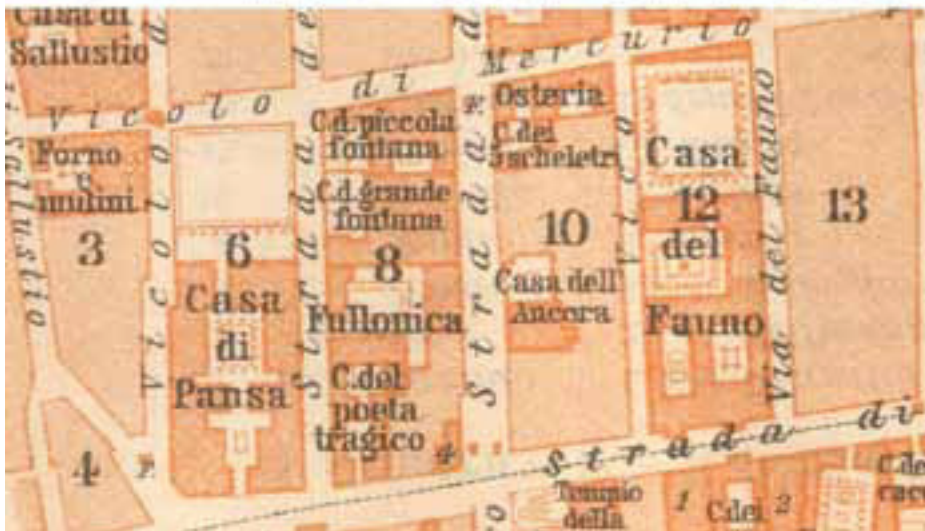 Casa di
Sallustio
Vicolo di Mercurio
Forno
e
mulini
3
4
Vicolo
6
Casa
di
Pansa
Strada de
C.d.piccola
fontana
C.d.grande
fontana
8
Fullonica
C.del
poeta
tragico
4
Strada d
Osteria
C.dei
10
Casa dell'
Ancora
Vico
Casa
12
del
Fauno
Via del Fauno
13
Strada di
Tempio
della
1
C.dei
2
C.de